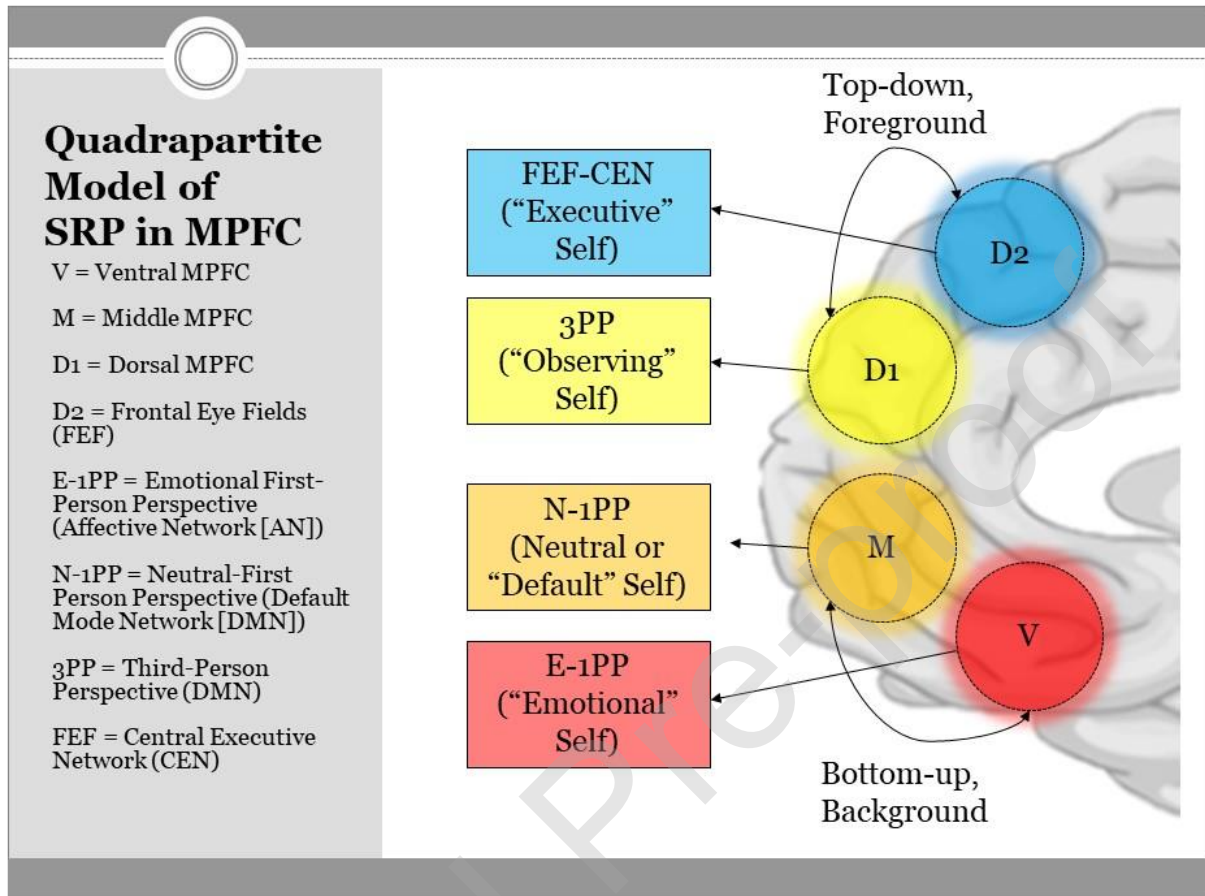 Quadrapartite
Model of
SRP in MPFC
V = Ventral MPFC
M = Middle MPFC
D1 = Dorsal MPFC
D2 = Frontal Eye Fields
(FEF)
E-1PP = Emotional First-
Person Perspective
(Affective Network [AN])
N-1PP = Neutral-First
Person Perspective (Default
Mode Network [DMN])
3PP = Third-Person
Perspective (DMN)
FEF = Central Executive
Network (CEN)
Top-down,
Foreground
FEF-CEN
("Executive"
Self)
D2
3PP
("Observing"
Self)
D1
N-1PP
(Neutral or
"Default" Self)
M
E-1PP
("Emotional"
Self)
V
Bottom-up,
Background
Pre-proof